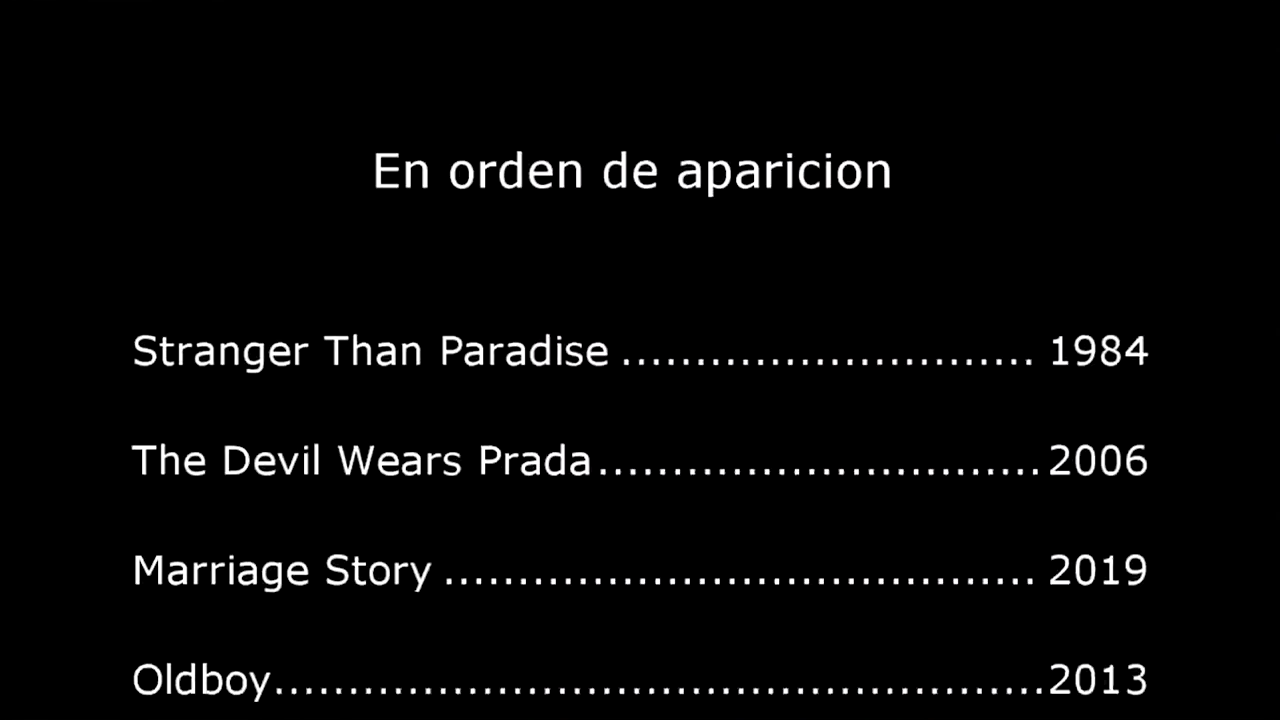 En orden de aparicion
Stranger Than Paradise ............................ 1984
The Devil Wears Prada.............................. 2006
Marriage Story ........................................ 2019
Oldboy.................................................... 2013